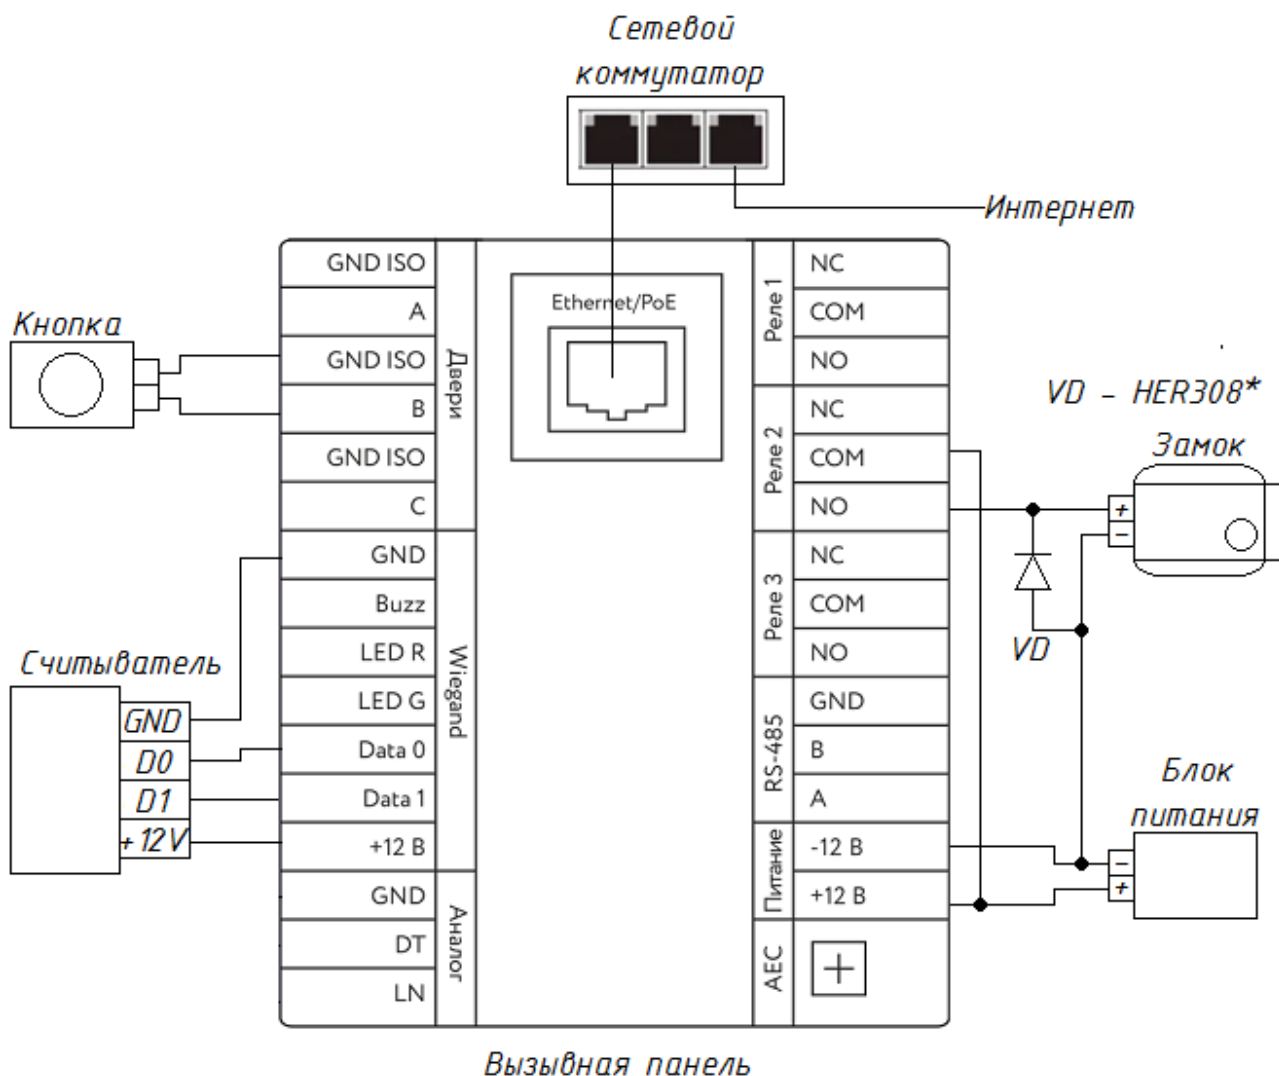 Сетевой
коммутатор
Интернет
Ethernet/PoE
Кнопка
GND ISO
A
GND ISO
B
GND ISO
C
Двери
GND
Buzz
LED R
LED G
Data 0
Data 1
+12 В
Wiegand
GND
DT
LN
Аналог
Считыватель
GND
D0
D1
+12V
Реле 1
NC
COM
NO
Реле 2
NC
COM
NO
Реле 3
NC
COM
NO
RS-485
GND
B
A
Питание
-12 В
+12 В
АЕС
+
VD - HER308*
Замок
+
-
VD
Блок
питания
-
+
Вызывная панель